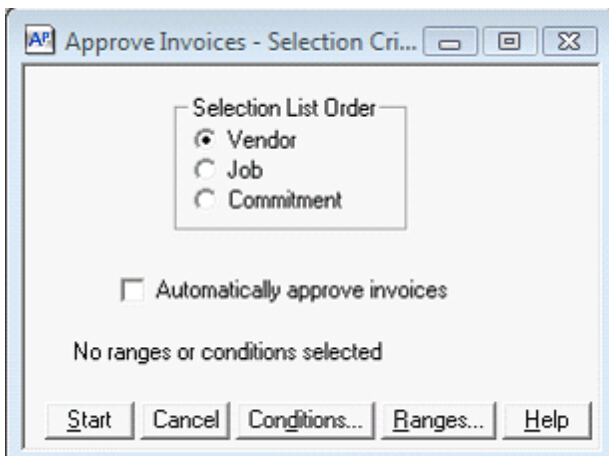 AP Approve Invoices - Selection Cri...
Selection List Order
Vendor
Job
Commitment
Automatically approve invoices
No ranges or conditions selected
Start Cancel Conditions... Ranges... Help